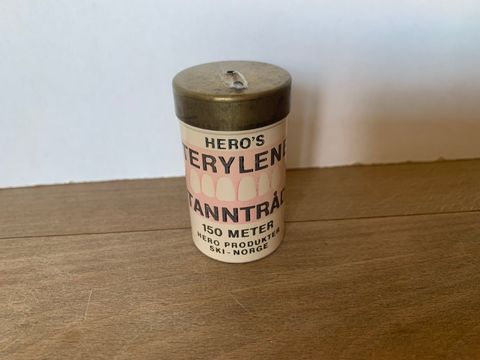 HERO'S
TERYLENE
TANNTRÅD
150 METER
HERO PRODUKTER
SKI-NORGE